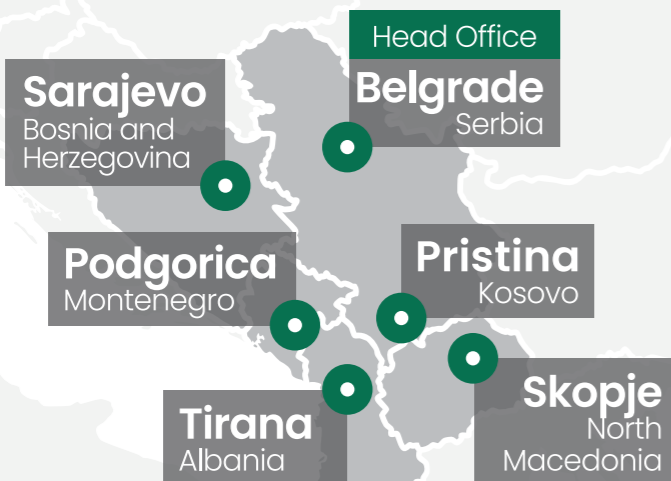 Head Office
Belgrade
Serbia
Sarajevo
Bosnia and
Herzegovina
Podgorica
Montenegro
Pristina
Kosovo
Tirana
Albania
Skopje
North
Macedonia